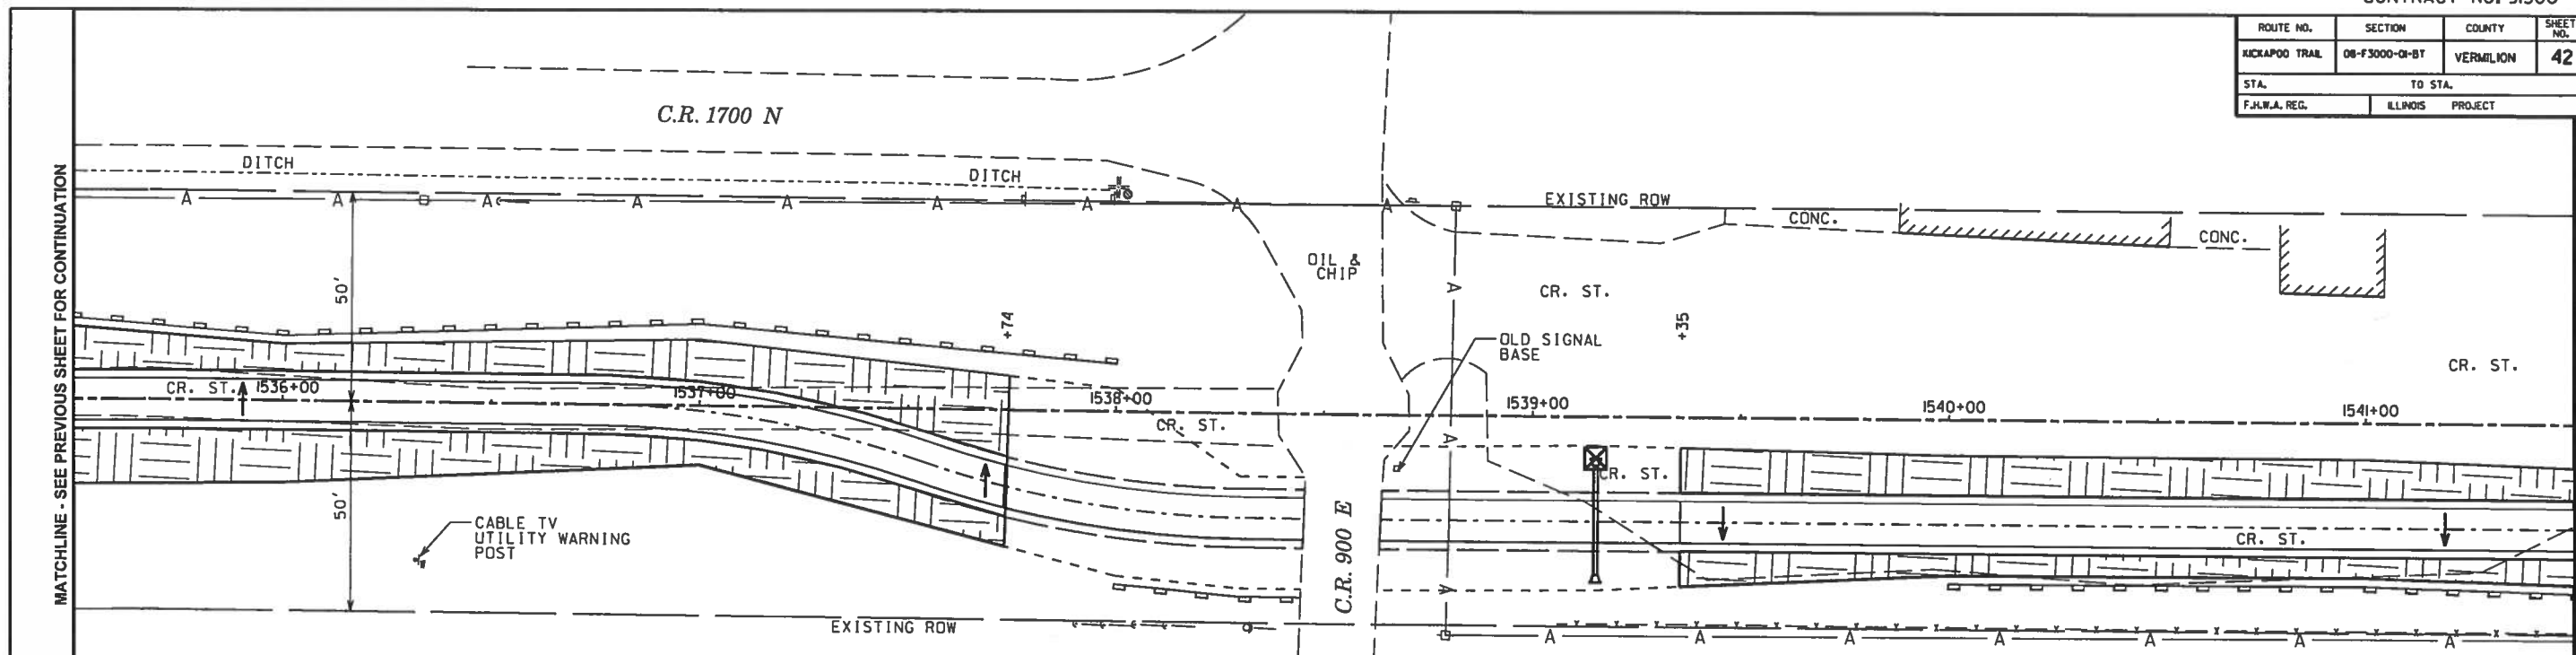 ROUTE NO.
SECTION
COUNTY
SHEET NO.
KICKAPOO TRAIL
08-F3000-01-BT
VERMILION
42
STA.
TO STA.
F.H.W.A. REG.
ILLINOIS PROJECT
MATCHLINE - SEE PREVIOUS SHEET FOR CONTINUATION
C.R. 1700 N
DITCH
DITCH
A A A A A A A A A
EXISTING ROW
CONC.
CONC.
OIL &
CHIP
CR. ST.
50'
+74
+35
OLD SIGNAL
BASE
CR. ST.
CR. ST.
1536+00
1537+00
1538+00
1539+00
1540+00
1541+00
CR. ST.
A
A
A
CR. ST.
50'
CABLE TV
UTILITY WARNING
POST
C.R. 900 E
CR. ST.
EXISTING ROW
A A A A A A A